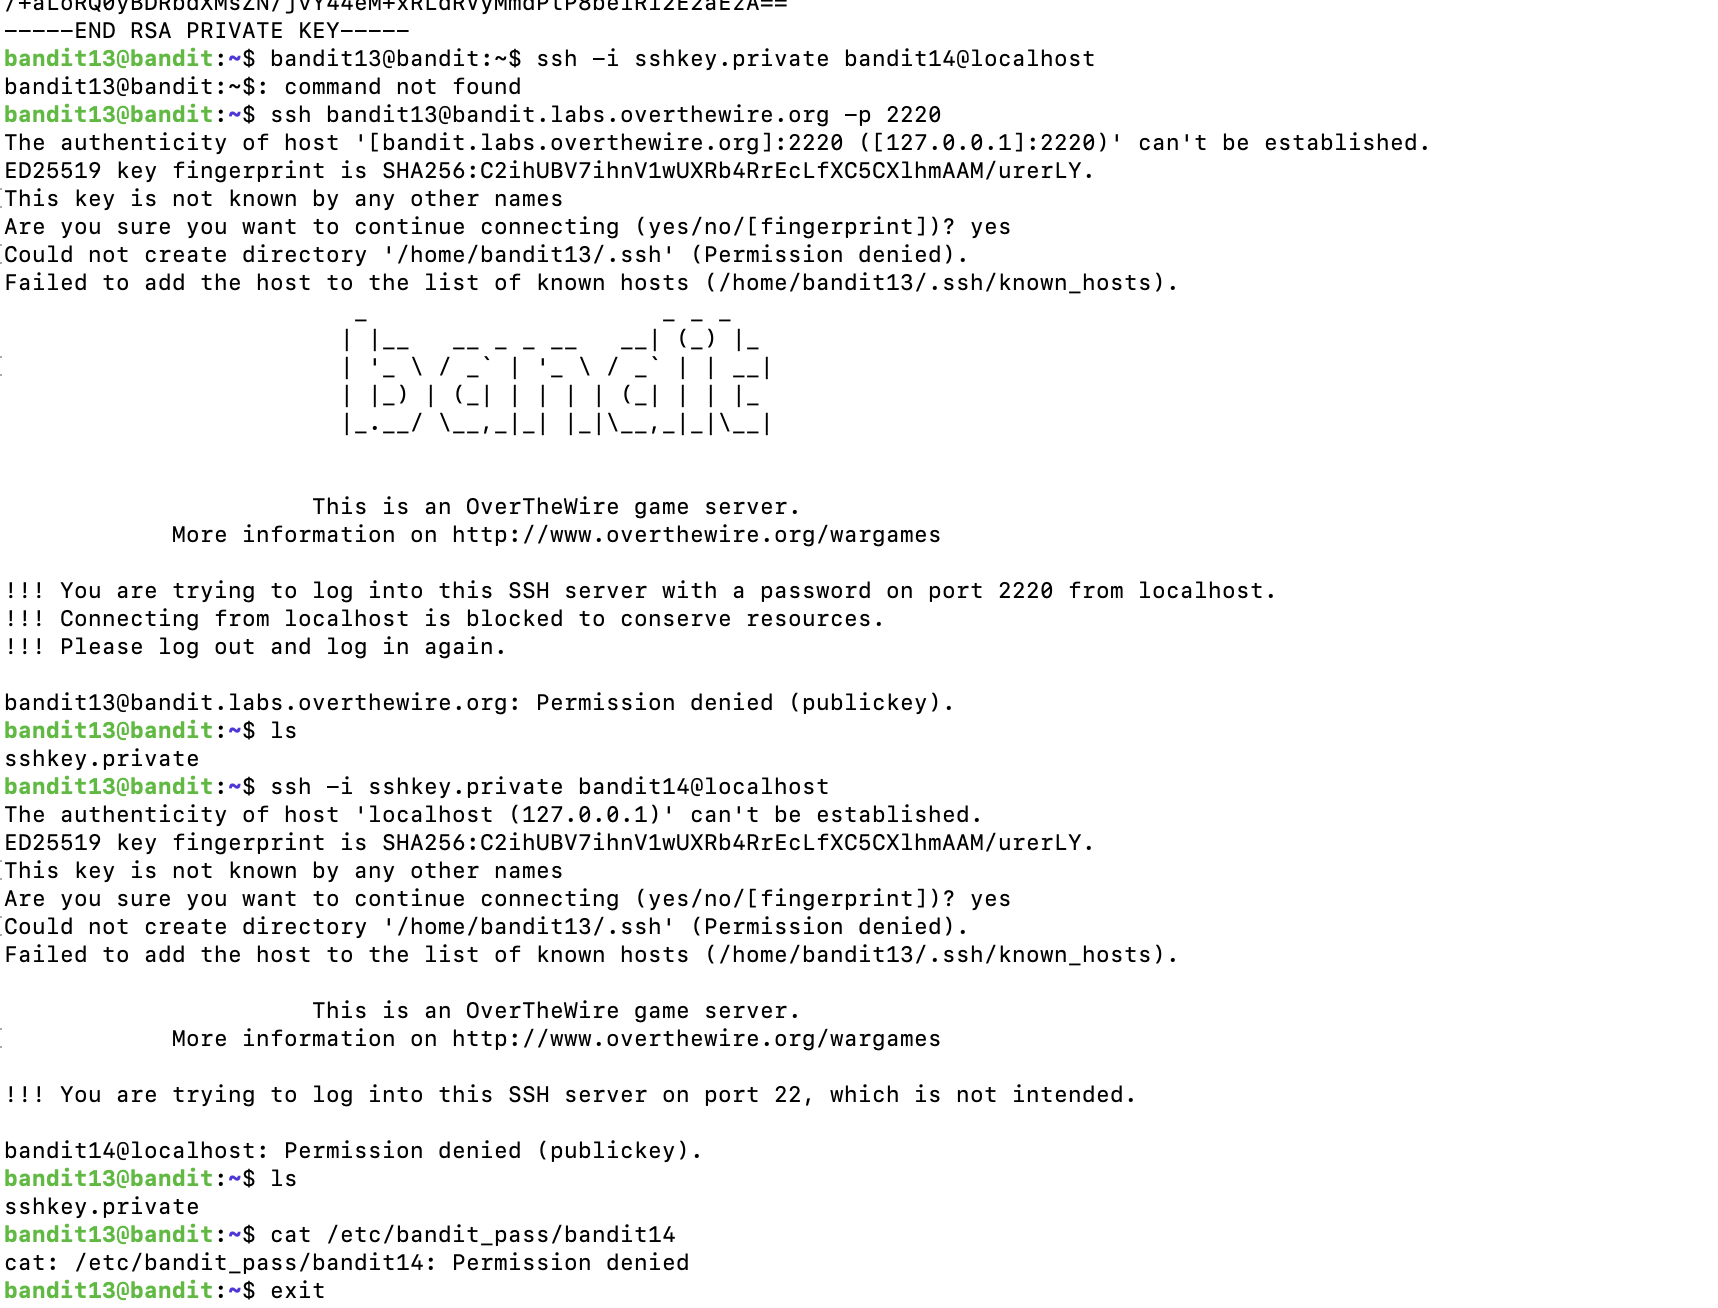 /+aLoRQ0yBDRbdXMsZN7jvY44eM+xRLdRVyMmdPtP8be1R12E2aEzA==
-----END RSA PRIVATE KEY-----
bandit13@bandit:~$ bandit13@bandit:~$ ssh -i sshkey.private bandit14@localhost
bandit13@bandit:~$: command not found
bandit13@bandit:~$ ssh bandit13@bandit.labs.overthewire.org -p 2220
The authenticity of host '[bandit.labs.overthewire.org]:2220 ([127.0.0.1]:2220)' can't be established.
ED25519 key fingerprint is SHA256:C2ihUBV7ihnV1wUXRb4RrEcLfXC5CXlhmAAM/urerLY.
This key is not known by any other names
Are you sure you want to continue connecting (yes/no/[fingerprint])? yes
Could not create directory '/home/bandit13/.ssh' (Permission denied).
Failed to add the host to the list of known hosts (/home/bandit13/.ssh/known_hosts).
bandit
This is an OverTheWire game server.
More information on http://www.overthewire.org/wargames
!!! You are trying to log into this SSH server with a password on port 2220 from localhost.
!!! Connecting from localhost is blocked to conserve resources.
!!! Please log out and log in again.
bandit13@bandit.labs.overthewire.org: Permission denied (publickey).
bandit13@bandit:~$ ls
sshkey.private
bandit13@bandit:~$ ssh -i sshkey.private bandit14@localhost
The authenticity of host 'localhost (127.0.0.1)' can't be established.
ED25519 key fingerprint is SHA256:C2ihUBV7ihnV1wUXRb4RrEcLfXC5CXlhmAAM/urerLY.
This key is not known by any other names
Are you sure you want to continue connecting (yes/no/[fingerprint])? yes
Could not create directory '/home/bandit13/.ssh' (Permission denied).
Failed to add the host to the list of known hosts (/home/bandit13/.ssh/known_hosts).
This is an OverTheWire game server.
More information on http://www.overthewire.org/wargames
!!! You are trying to log into this SSH server on port 22, which is not intended.
bandit14@localhost: Permission denied (publickey).
bandit13@bandit:~$ ls
sshkey.private
bandit13@bandit:~$ cat /etc/bandit_pass/bandit14
cat: /etc/bandit_pass/bandit14: Permission denied
bandit13@bandit:~$ exit